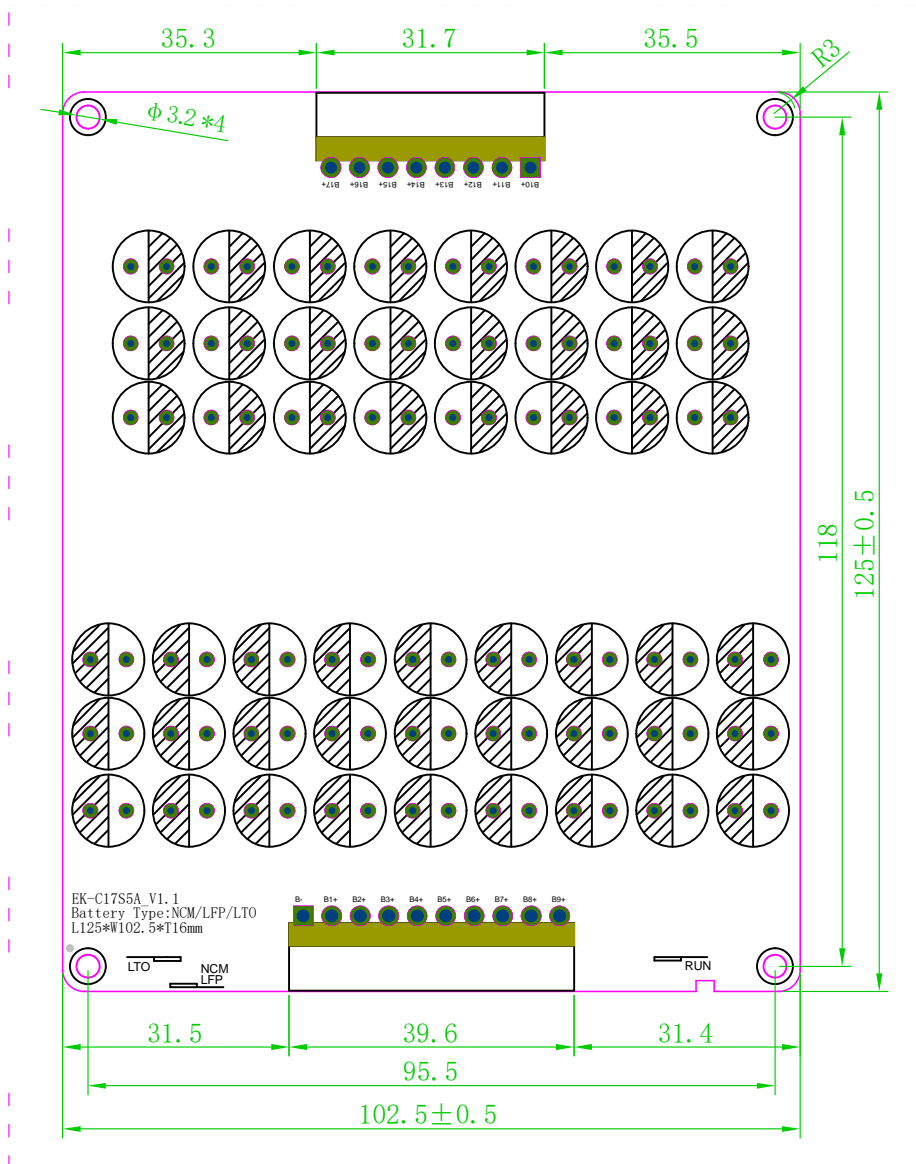 35.3 31.7 35.5
R3
φ3.2*4
B17+ B16+ B15+ B14+ B13+ B12+ B11+ B10+
118
125±0.5
EK-C17S5A_V1.1
Battery Type:NCM/LFP/LTO
L125*W102.5*T16mm
B- B1+ B2+ B3+ B4+ B5+ B6+ B7+ B8+ B9+
LTO
NCM
LFP
RUN
31.5 39.6 31.4
95.5
102.5±0.5